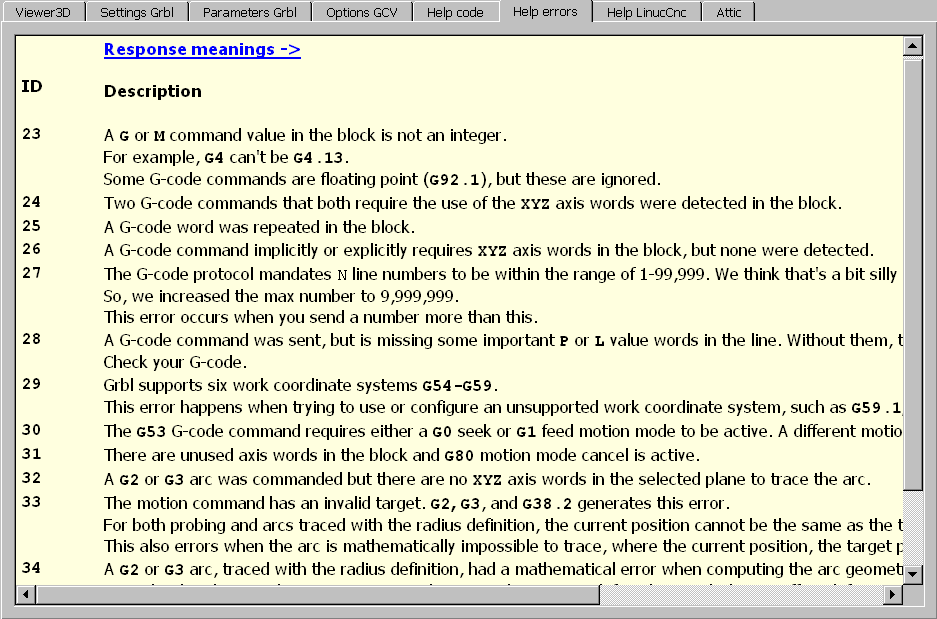 Viewer3D Settings Grbl Parameters Grbl Options GCV Help code Help errors Help LinucCnc Attic
Response meanings ->
ID Description
23 A G or M command value in the block is not an integer.
For example, G4 can't be G4.13.
Some G-code commands are floating point (G92.1), but these are ignored.
24 Two G-code commands that both require the use of the XYZ axis words were detected in the block.
25 A G-code word was repeated in the block.
26 A G-code command implicitly or explicitly requires XYZ axis words in the block, but none were detected.
27 The G-code protocol mandates N line numbers to be within the range of 1-99,999. We think that's a bit silly
So, we increased the max number to 9,999,999.
This error occurs when you send a number more than this.
28 A G-code command was sent, but is missing some important P or L value words in the line. Without them, t
Check your G-code.
29 Grbl supports six work coordinate systems G54-G59.
This error happens when trying to use or configure an unsupported work coordinate system, such as G59.1,
30 The G53 G-code command requires either a G0 seek or G1 feed motion mode to be active. A different motio
31 There are unused axis words in the block and G80 motion mode cancel is active.
32 A G2 or G3 arc was commanded but there are no XYZ axis words in the selected plane to trace the arc.
33 The motion command has an invalid target. G2,G3, and G38.2 generates this error.
For both probing and arcs traced with the radius definition, the current position cannot be the same as the t
This also errors when the arc is mathematically impossible to trace, where the current position, the target p
34 A G2 or G3 arc, traced with the radius definition, had a mathematical error when computing the arc geomet